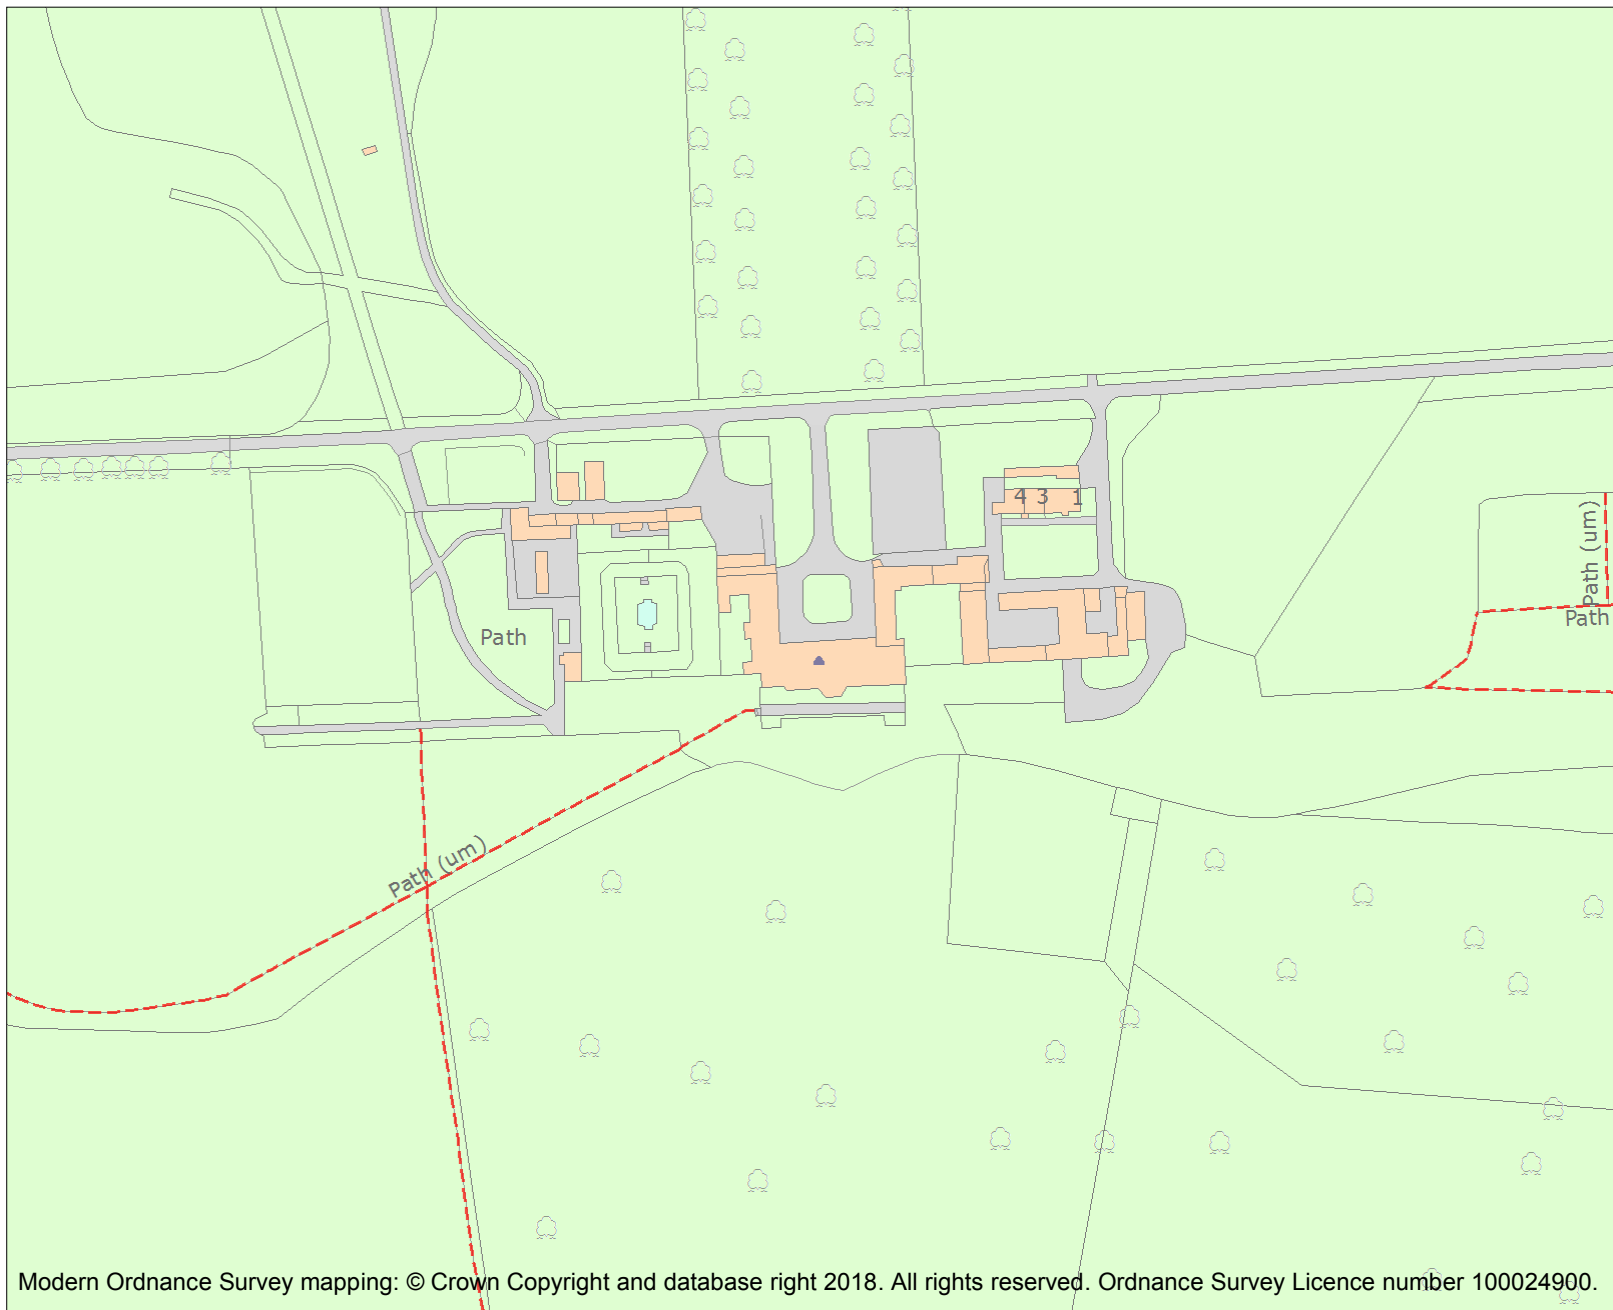 4 3 1
Path (um)
Path
Path
Path (um)
Modern Ordnance Survey mapping: © Crown Copyright and database right 2018. All rights reserved. Ordnance Survey Licence number 100024900.